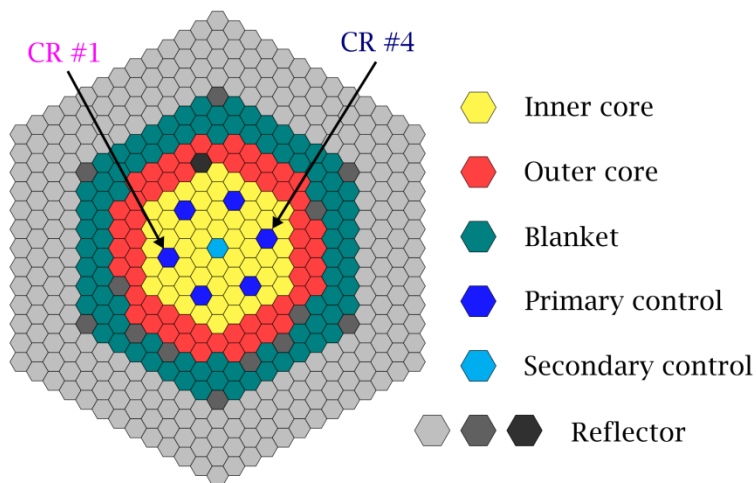 CR #1
CR #4
Inner core
Outer core
Blanket
Primary control
Secondary control
Reflector